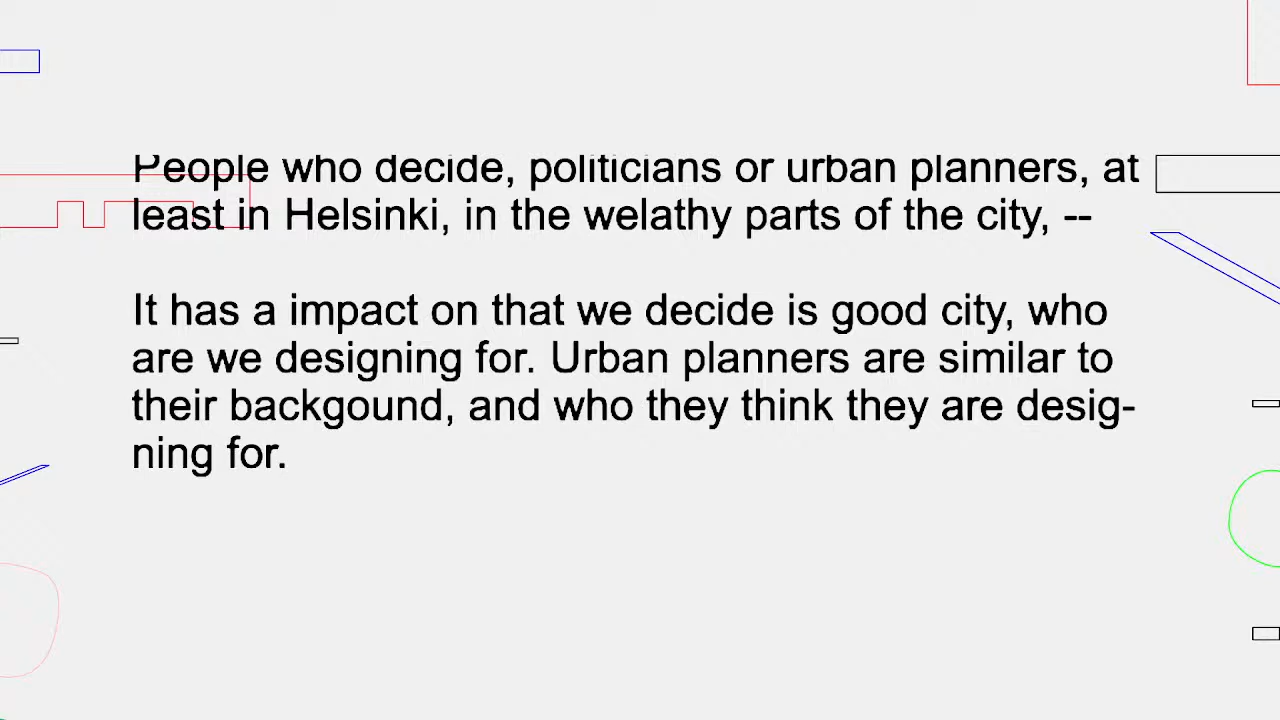 People who decide, politicians or urban planners, at
least in Helsinki, in the welathy parts of the city, --
It has a impact on that we decide is good city, who
are we designing for. Urban planners are similar to
their backgound, and who they think they are desig-
ning for.